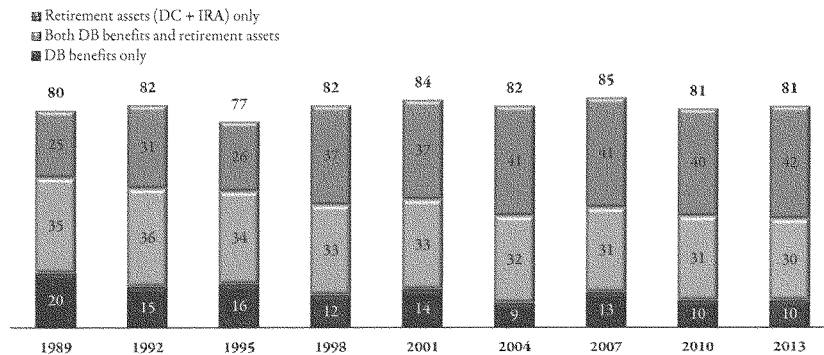 Retirement assets (DC + IRA) only
Both DB benefits and retirement assets
DB benefits only
80 82 77 82 84 82 85 81 81
25 31 26 37 37 41 41 40 42
35 36 34 33 33 32 31 31 30
20 15 16 12 14 9 13 10 10
1989 1992 1995 1998 2001 2004 2007 2010 2013